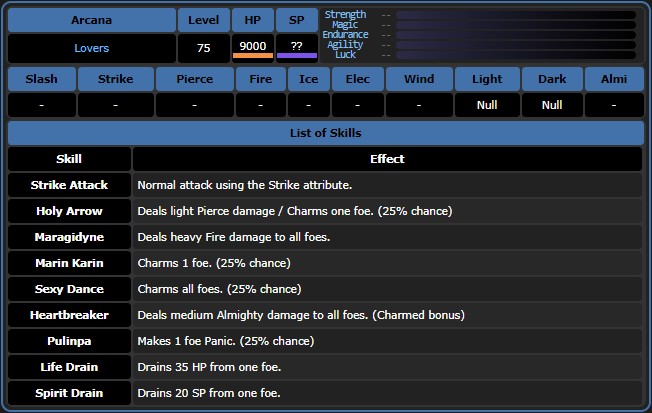 Arcana Level HP SP
Lovers 75 9000 ??
Strength --
Magic --
Endurance --
Agility --
Luck --
Slash Strike Pierce Fire Ice Elec Wind Light Dark Almi
- - - - - - - Null Null -
List of Skills
Skill Effect
Strike Attack Normal attack using the Strike attribute.
Holy Arrow Deals light Pierce damage / Charms one foe. (25% chance)
Maragidyne Deals heavy Fire damage to all foes.
Marin Karin Charms 1 foe. (25% chance)
Sexy Dance Charms all foes. (25% chance)
Heartbreaker Deals medium Almighty damage to all foes. (Charmed bonus)
Pulinpa Makes 1 foe Panic. (25% chance)
Life Drain Drains 35 HP from one foe.
Spirit Drain Drains 20 SP from one foe.